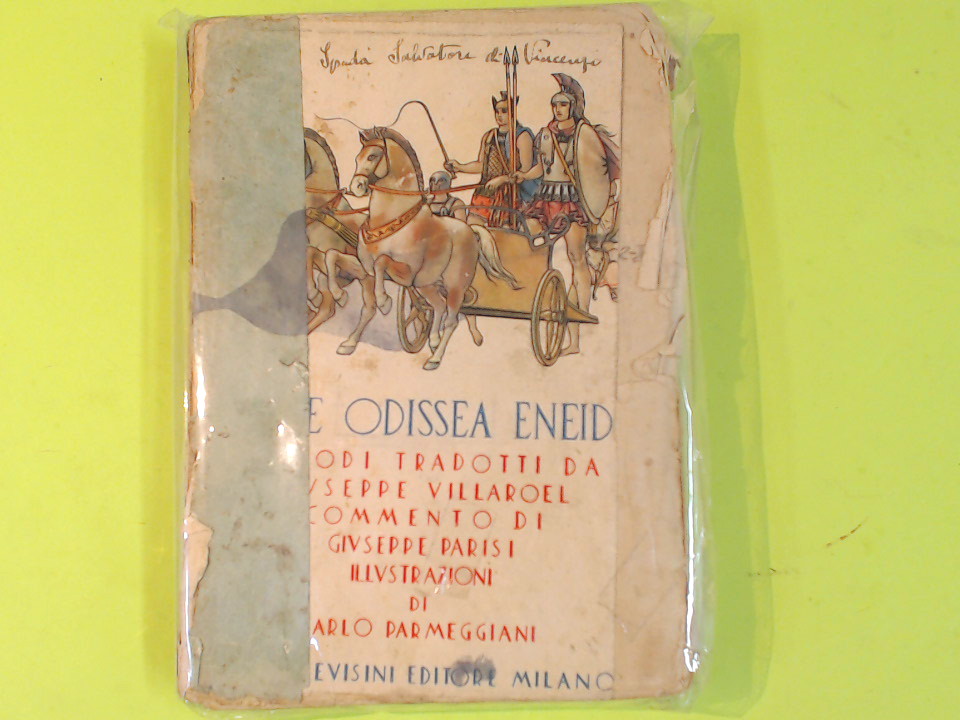 Spadá Salvatore di Vincenzo
E ODISSEA ENEID
ODI TRADOTTI DA
VSEPPE VILLAROEL
COMMENTO DI
GIVSEPPE PARISI
ILLVSTRAZIONI
DI
ARLO PARMEGGIANI
EVISINI EDITORE MILANO